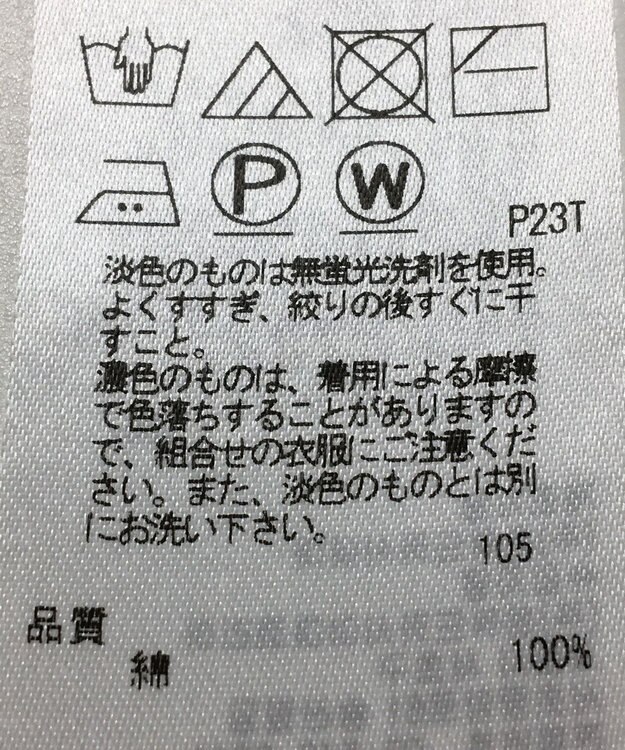 P W
P23T
淡色のものは無蛍光洗剤を使用。
よくすすぎ、絞りの後すぐに干
すこと。
濃色のものは、着用による摩擦
で色落ちすることがありますの
で、組合せの衣服にご注意くだ
さい。また、淡色のものとは別
にお洗い下さい。
105
品質
綿 100%